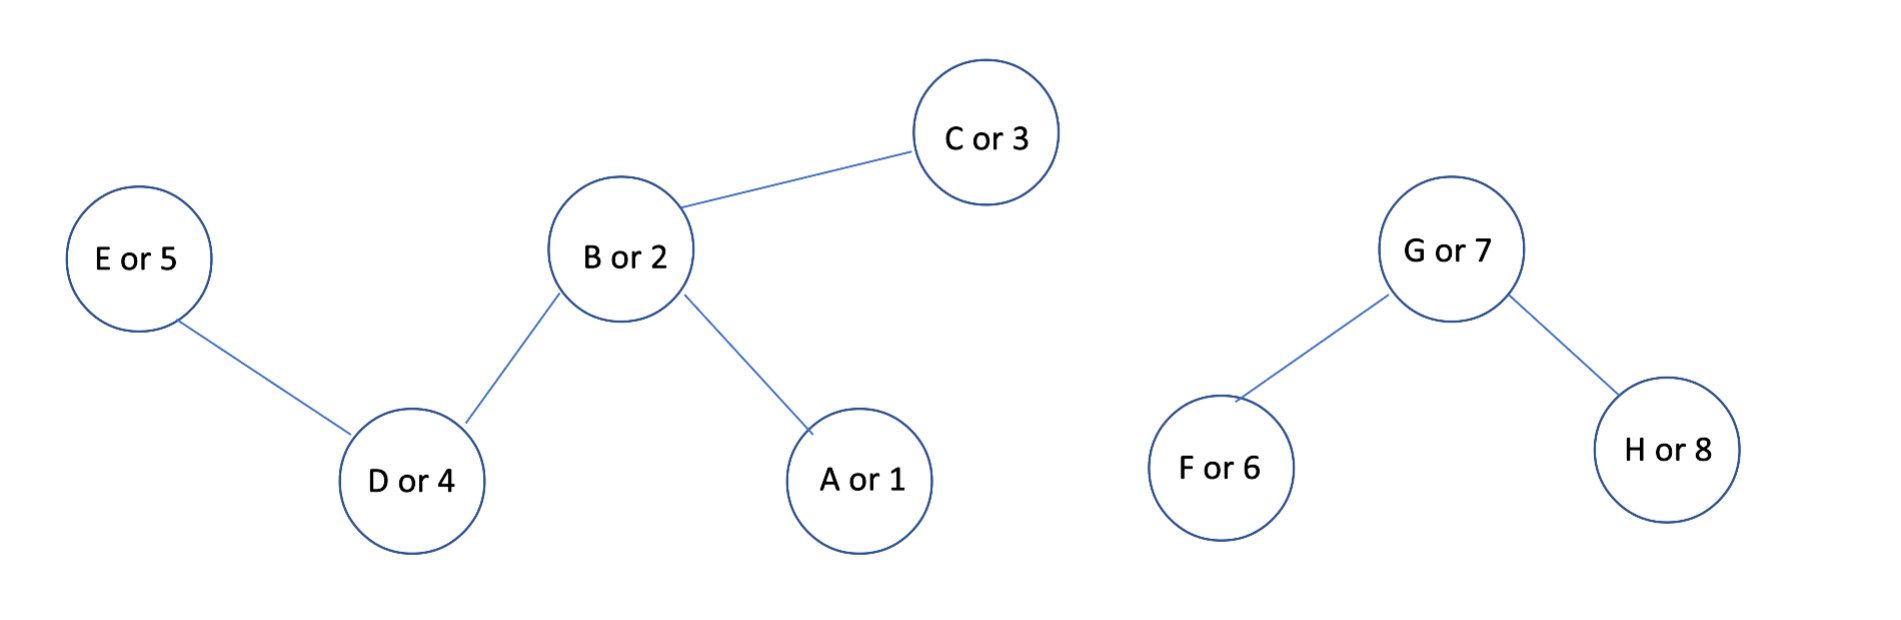 C or 3
E or 5
B or 2
G or 7
D or 4
A or 1
F or 6
H or 8